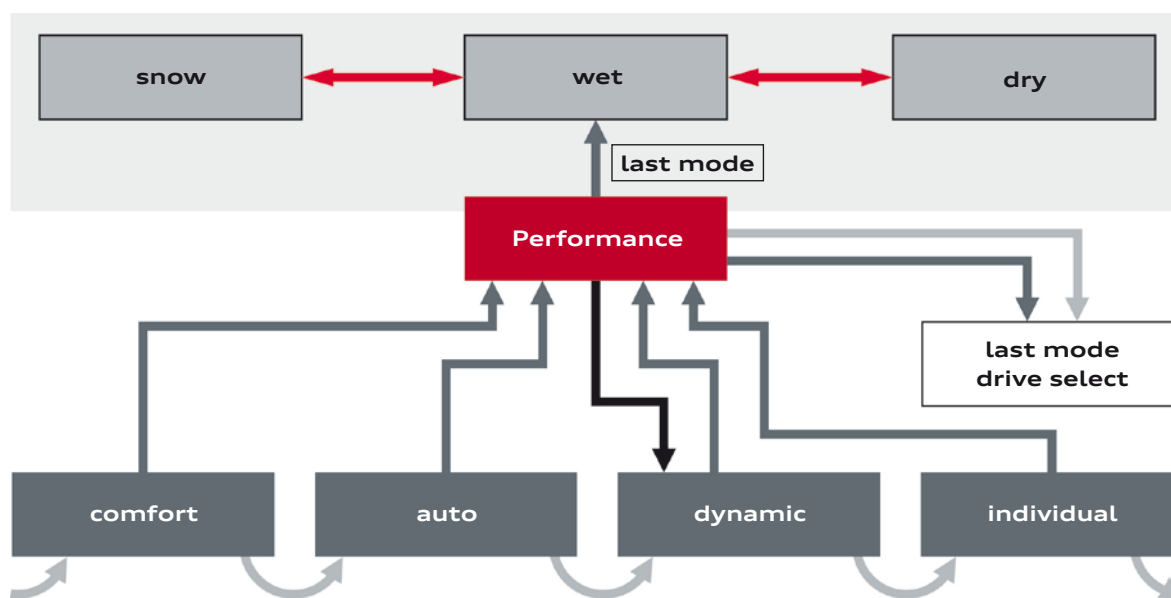 snow
wet
dry
last mode
Performance
last mode
drive select
comfort
auto
dynamic
individual